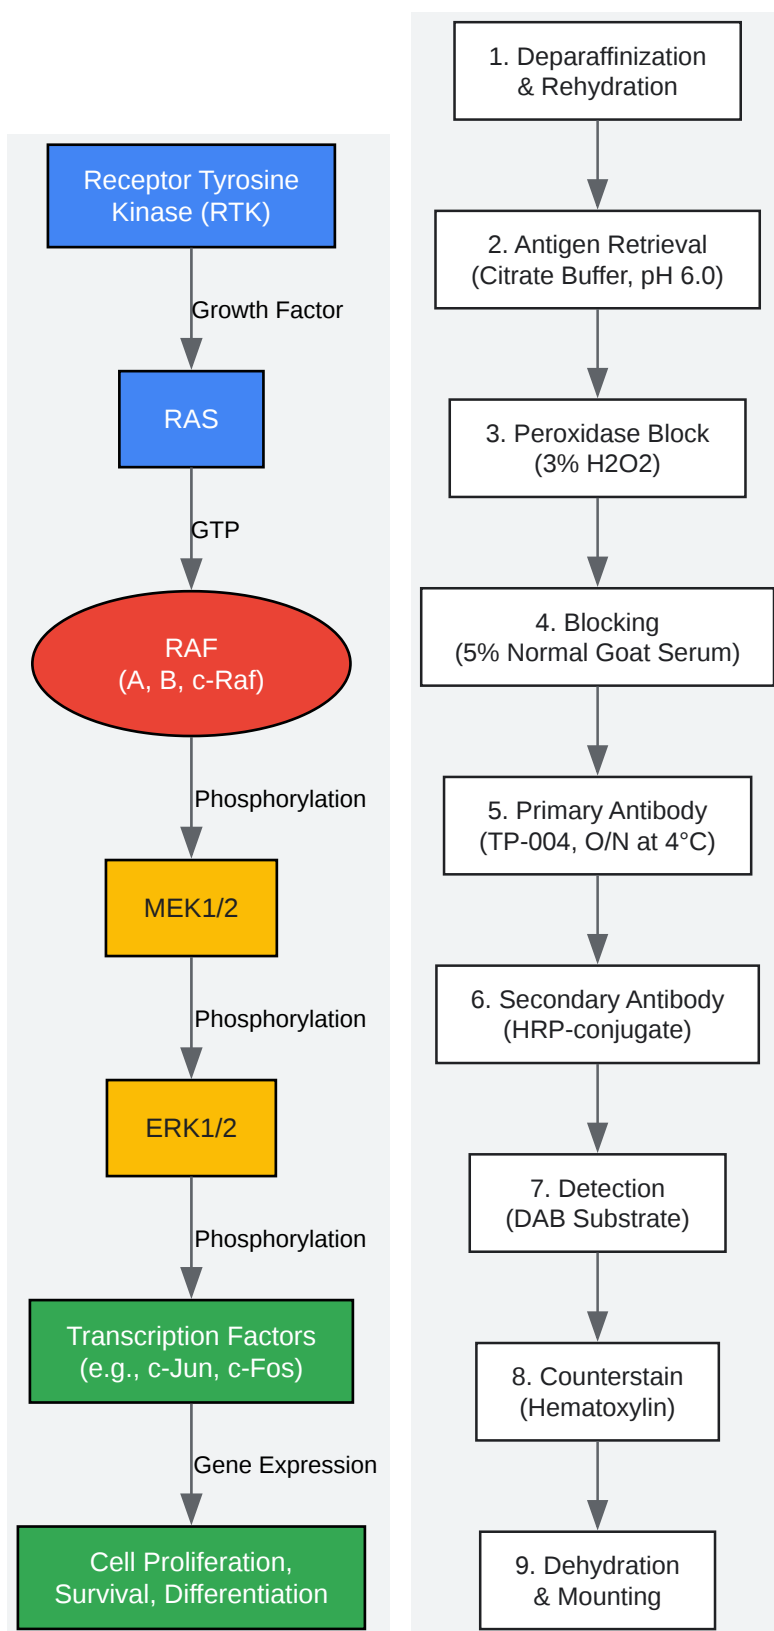 Receptor Tyrosine
Kinase (RTK)
Growth Factor
RAS
GTP
RAF
(A, B, c-Raf)
Phosphorylation
MEK1/2
Phosphorylation
ERK1/2
Phosphorylation
Transcription Factors
(e.g., c-Jun, c-Fos)
Gene Expression
Cell Proliferation,
Survival, Differentiation
1. Deparaffinization
& Rehydration
2. Antigen Retrieval
(Citrate Buffer, pH 6.0)
3. Peroxidase Block
(3% H2O2)
4. Blocking
(5% Normal Goat Serum)
5. Primary Antibody
(TP-004, O/N at 4°C)
6. Secondary Antibody
(HRP-conjugate)
7. Detection
(DAB Substrate)
8. Counterstain
(Hematoxylin)
9. Dehydration
& Mounting